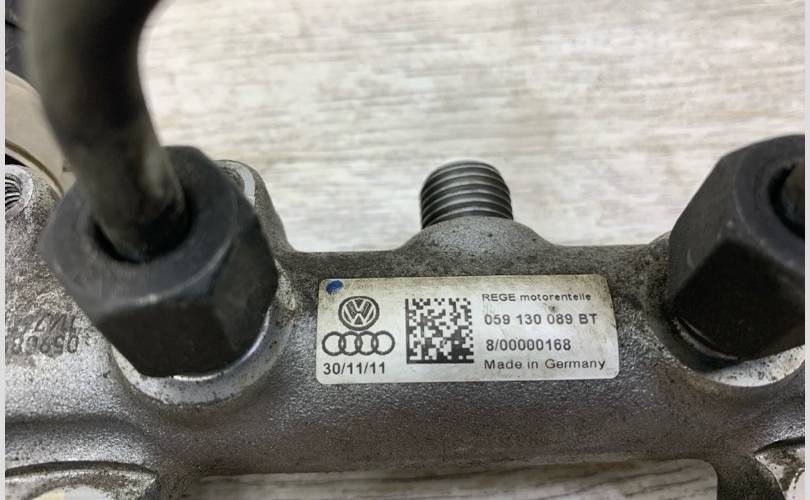 REGE motorenteile
059 130 089 BT
8/00000168
30/11/11
Made in Germany